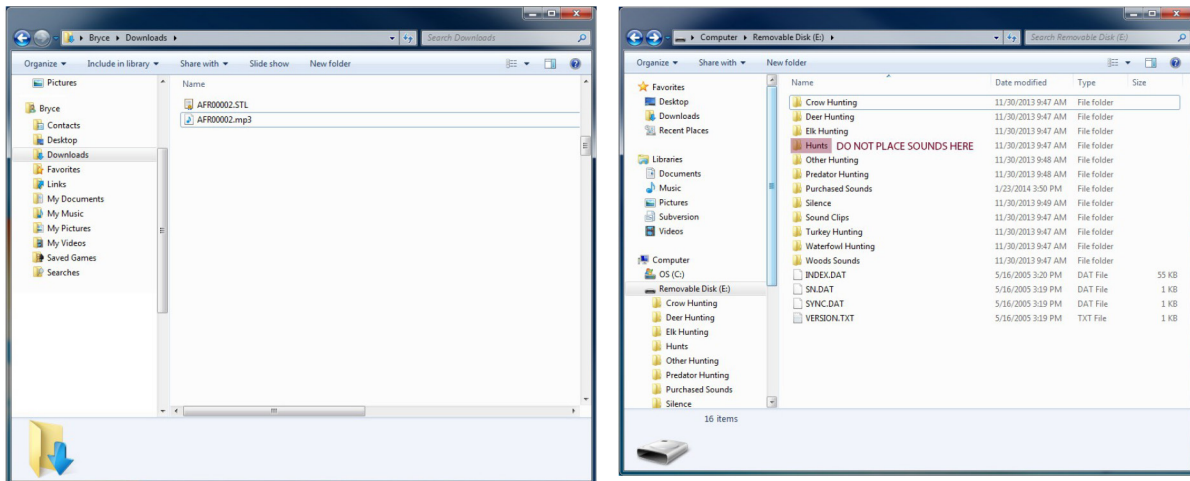 Bryce ▸ Downloads ▸
Search Downloads
Organize ▾ Include in library ▾ Share with ▾ Slide show New folder
Pictures
Bryce
Contacts
Desktop
Downloads
Favorites
Links
My Documents
My Music
My Pictures
My Videos
Saved Games
Searches
Name
AFR00002.STL
AFR00002.mp3
Computer ▸ Removable Disk (E:) ▸
Search Removable Disk (E:)
Organize ▾ Share with ▾ New folder
Favorites
Desktop
Downloads
Recent Places
Libraries
Documents
Music
Pictures
Subversion
Videos
Computer
OS (C:)
Removable Disk (E:)
Crow Hunting
Deer Hunting
Elk Hunting
Hunts
Other Hunting
Predator Hunting
Purchased Sounds
Silence
Name Date modified Type Size
Crow Hunting 11/30/2013 9:47 AM File folder
Deer Hunting 11/30/2013 9:47 AM File folder
Elk Hunting 11/30/2013 9:47 AM File folder
Hunts DO NOT PLACE SOUNDS HERE 11/30/2013 9:47 AM File folder
Other Hunting 11/30/2013 9:48 AM File folder
Predator Hunting 11/30/2013 9:48 AM File folder
Purchased Sounds 1/23/2014 3:50 PM File folder
Silence 11/30/2013 9:49 AM File folder
Sound Clips 11/30/2013 9:47 AM File folder
Turkey Hunting 11/30/2013 9:47 AM File folder
Waterfowl Hunting 11/30/2013 9:47 AM File folder
Woods Sounds 11/30/2013 9:47 AM File folder
INDEX.DAT 5/16/2005 3:20 PM DAT File 55 KB
SN.DAT 5/16/2005 3:19 PM DAT File 1 KB
SYNC.DAT 5/16/2005 3:19 PM DAT File 1 KB
VERSION.TXT 5/16/2005 3:19 PM TXT File 1 KB
16 items